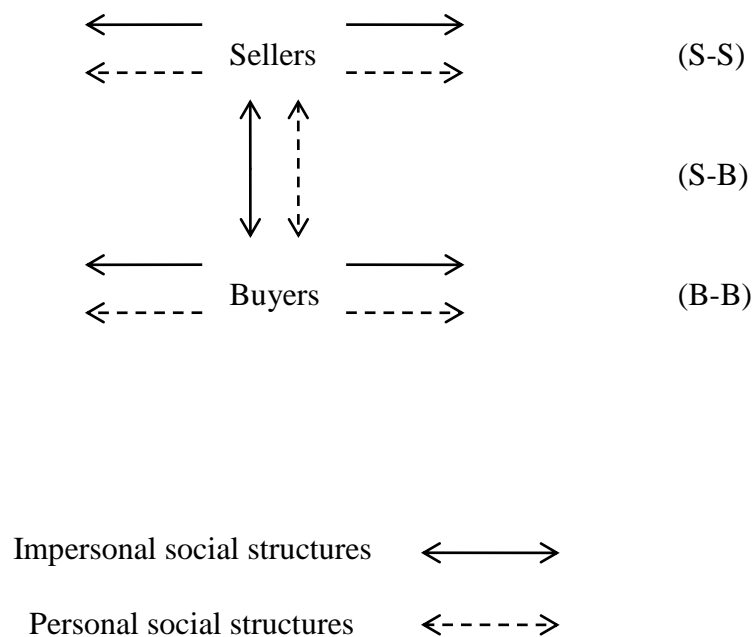 Sellers (S-S)
(S-B)
Buyers (B-B)
Impersonal social structures
Personal social structures